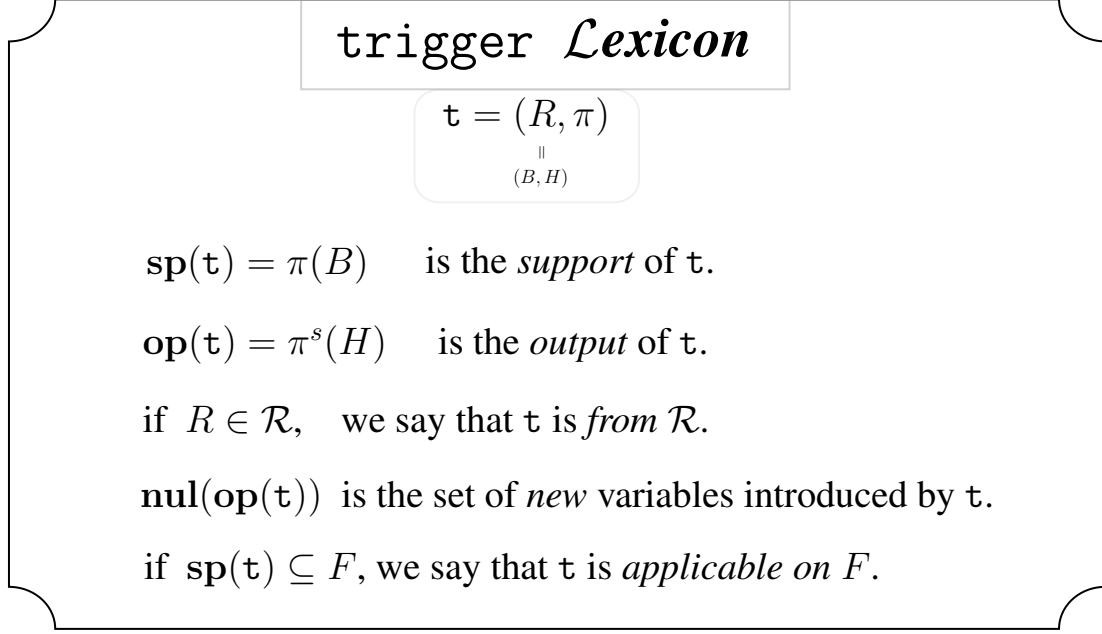 trigger Lexicon
t = (R, π)
=
(B, H)
sp(t) = π(B) is the support of t.
op(t) = πˢ(H) is the output of t.
if R ∈ ℛ, we say that t is from ℛ.
nul(op(t)) is the set of new variables introduced by t.
if sp(t) ⊆ F, we say that t is applicable on F.